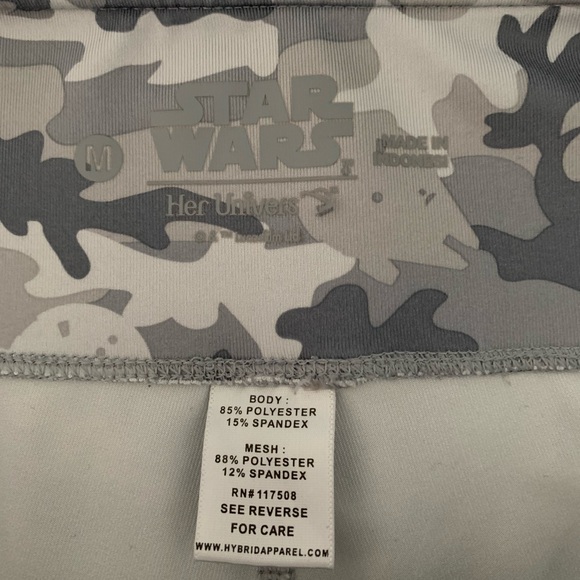 STAR
WARS
M
MADE IN
Her Univers
© & ™
BODY :
85% POLYESTER
15% SPANDEX
MESH :
88% POLYESTER
12% SPANDEX
RN# 117508
SEE REVERSE
FOR CARE
WWW.HYBRIDAPPAREL.COM